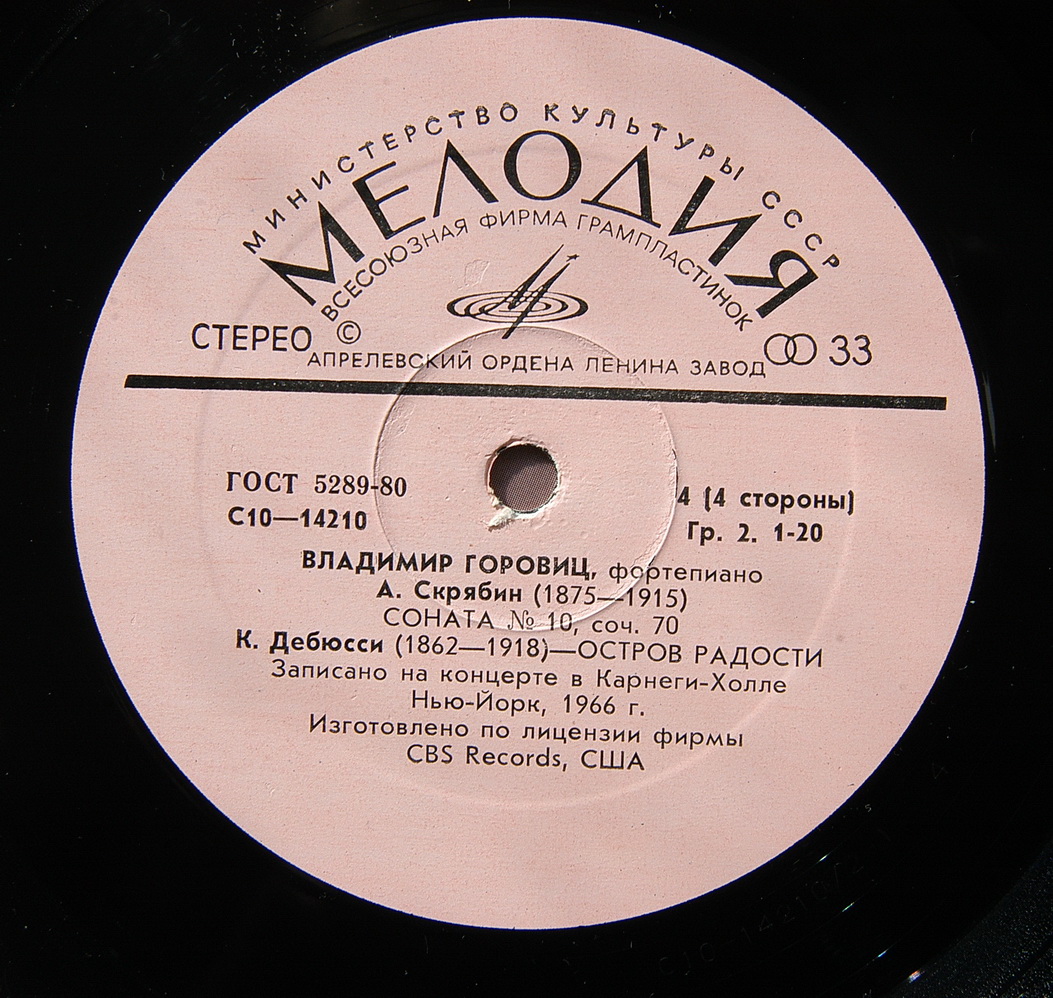 МИНИСТЕРСТВО КУЛЬТУРЫ СССР
МЕЛОДИЯ
ВСЕСОЮЗНАЯ ФИРМА ГРАМПЛАСТИНОК
СТЕРЕО © 33
АПРЕЛЕВСКИЙ ОРДЕНА ЛЕНИНА ЗАВОД
ГОСТ 5289-80
С10—14210
4 (4 стороны)
Гр. 2. 1-20
ВЛАДИМИР ГОРОВИЦ, фортепиано
А. Скрябин (1875—1915)
СОНАТА № 10, соч. 70
К. Дебюсси (1862—1918)—ОСТРОВ РАДОСТИ
Записано на концерте в Карнеги-Холле
Нью-Йорк, 1966 г.
Изготовлено по лицензии фирмы
CBS Records, США